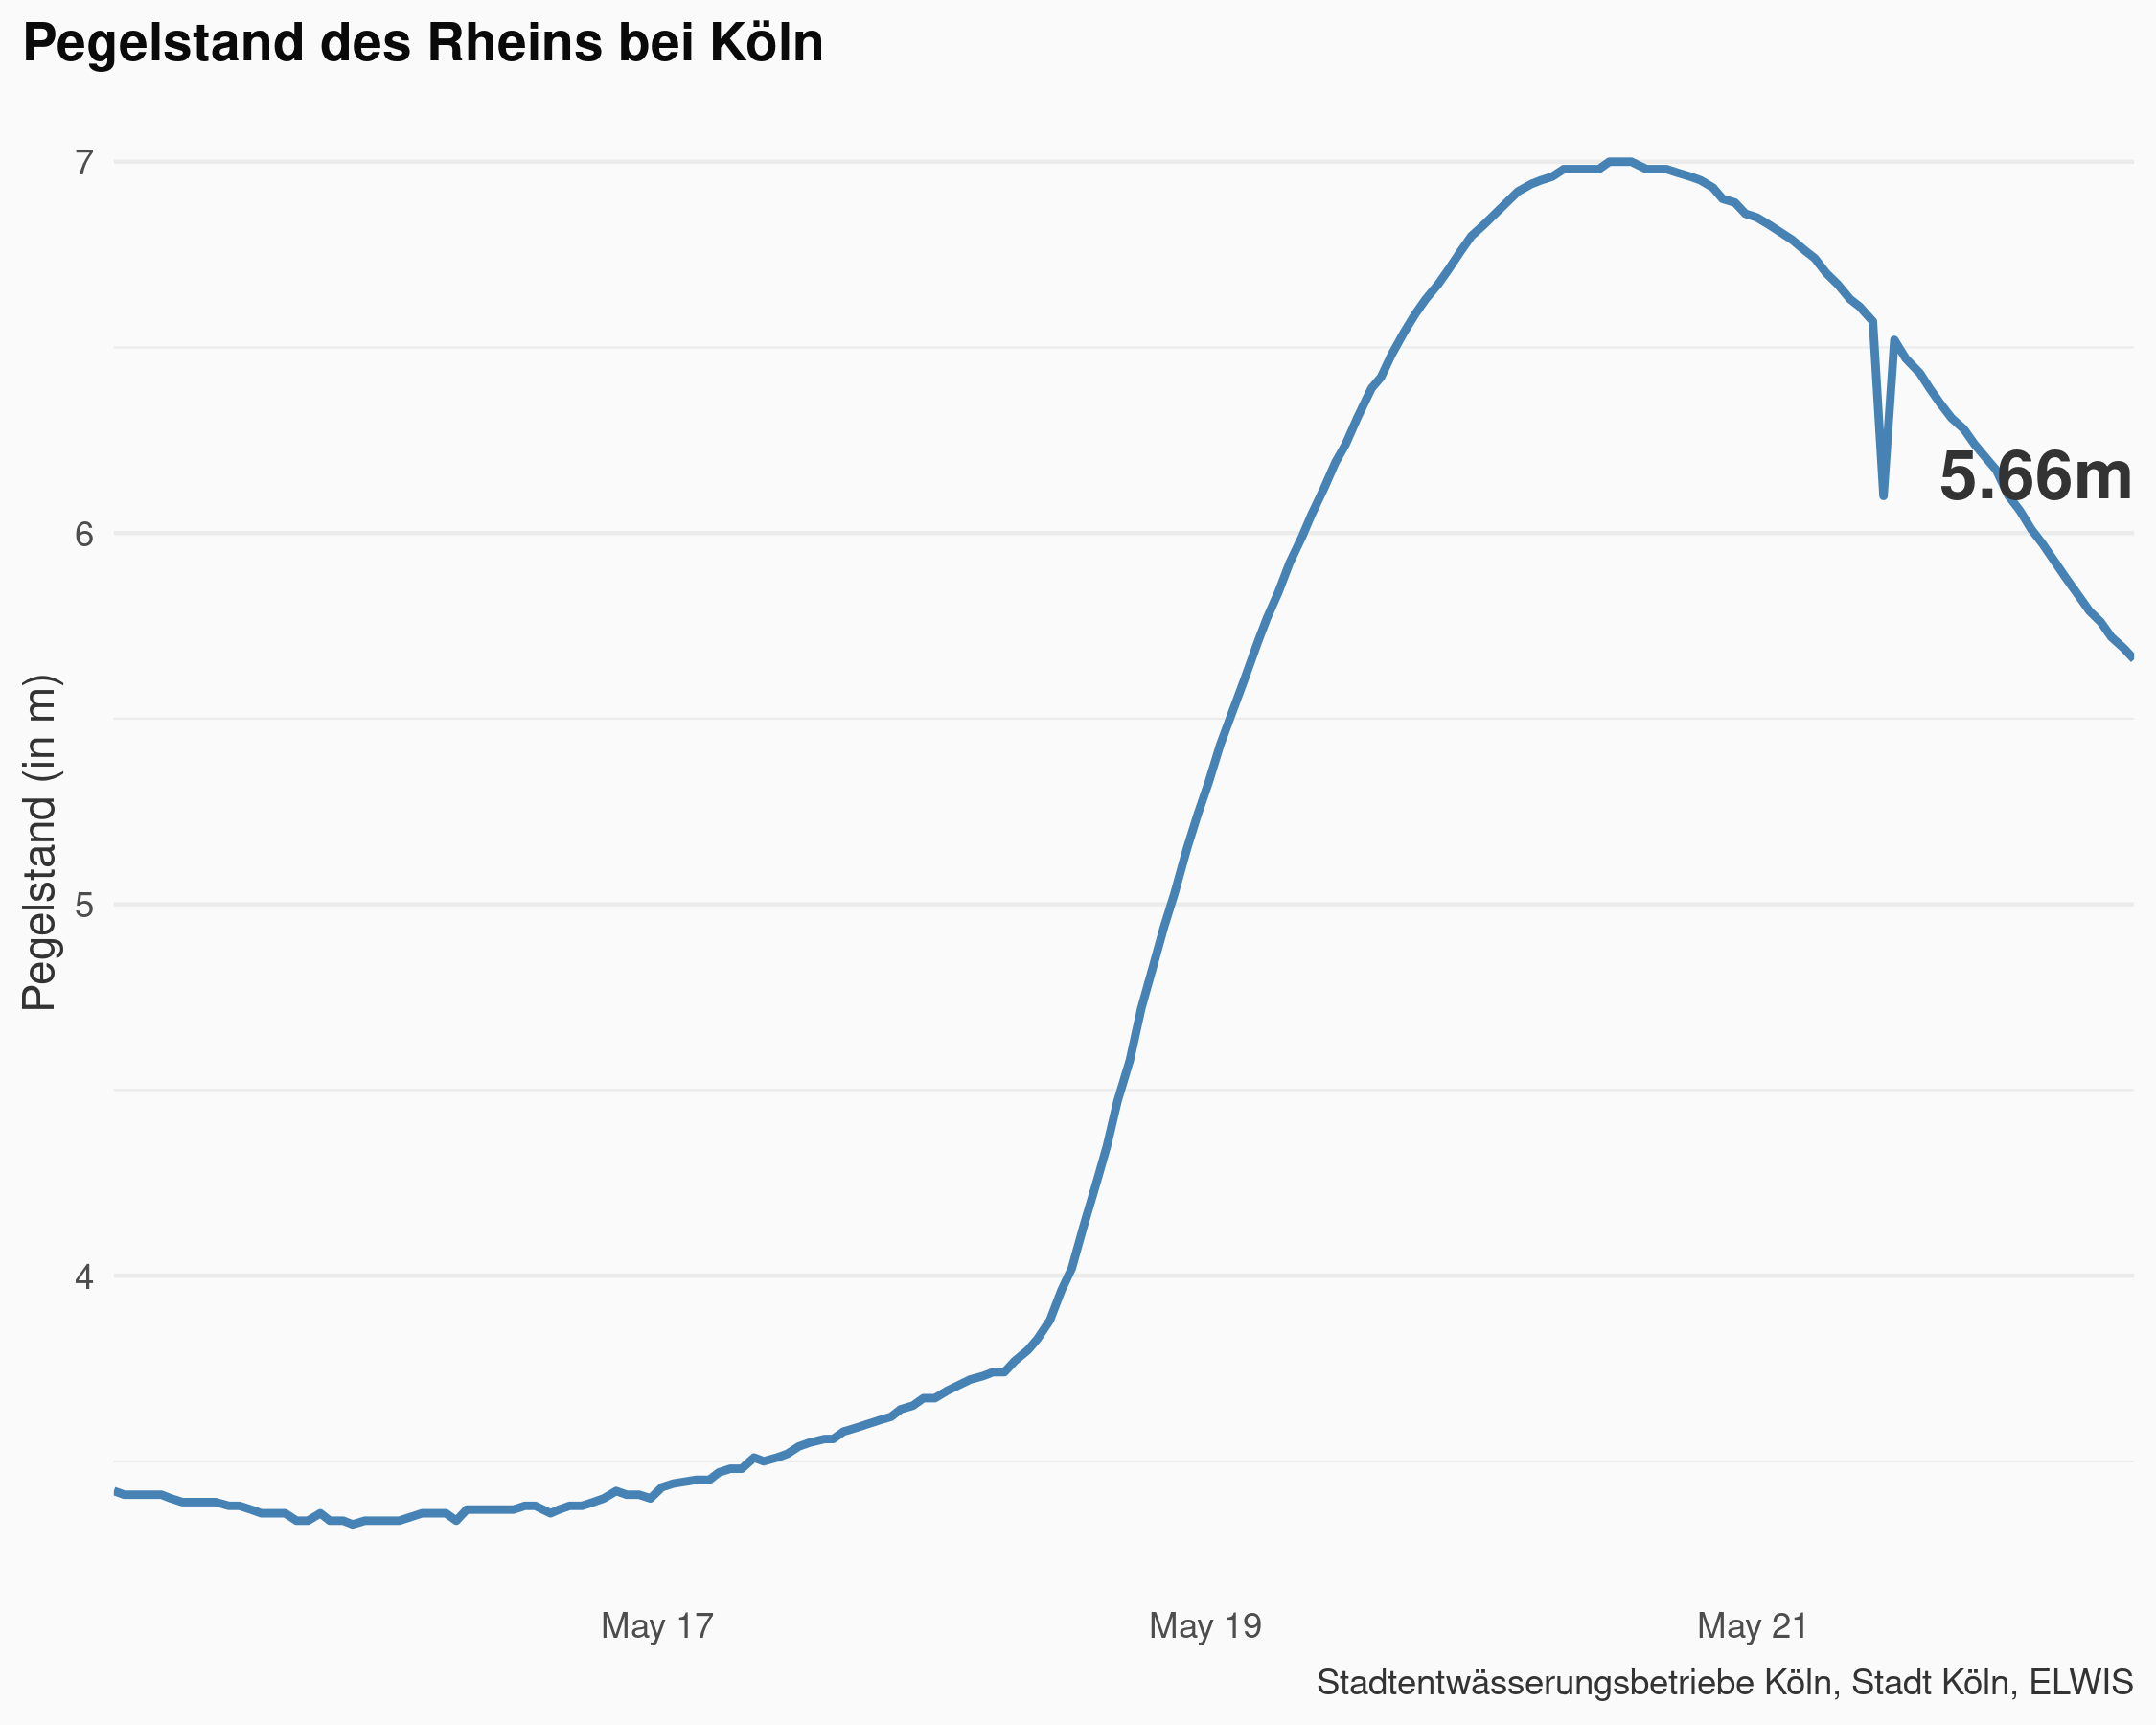 Pegelstand des Rheins bei Köln
Pegelstand (in m)
7
6
5
4
5.66m
May 17
May 19
May 21
Stadtentwässerungsbetriebe Köln, Stadt Köln, ELWIS